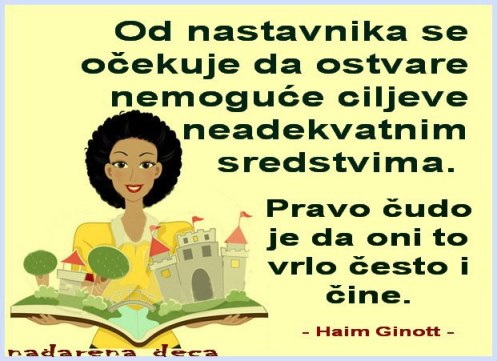 Od nastavnika se
očekuje da ostvare
nemoguće ciljeve
neadekvatnim
sredstvima.
Pravo čudo
je da oni to
vrlo često i
čine.
- Haim Ginott -
nadarena deca